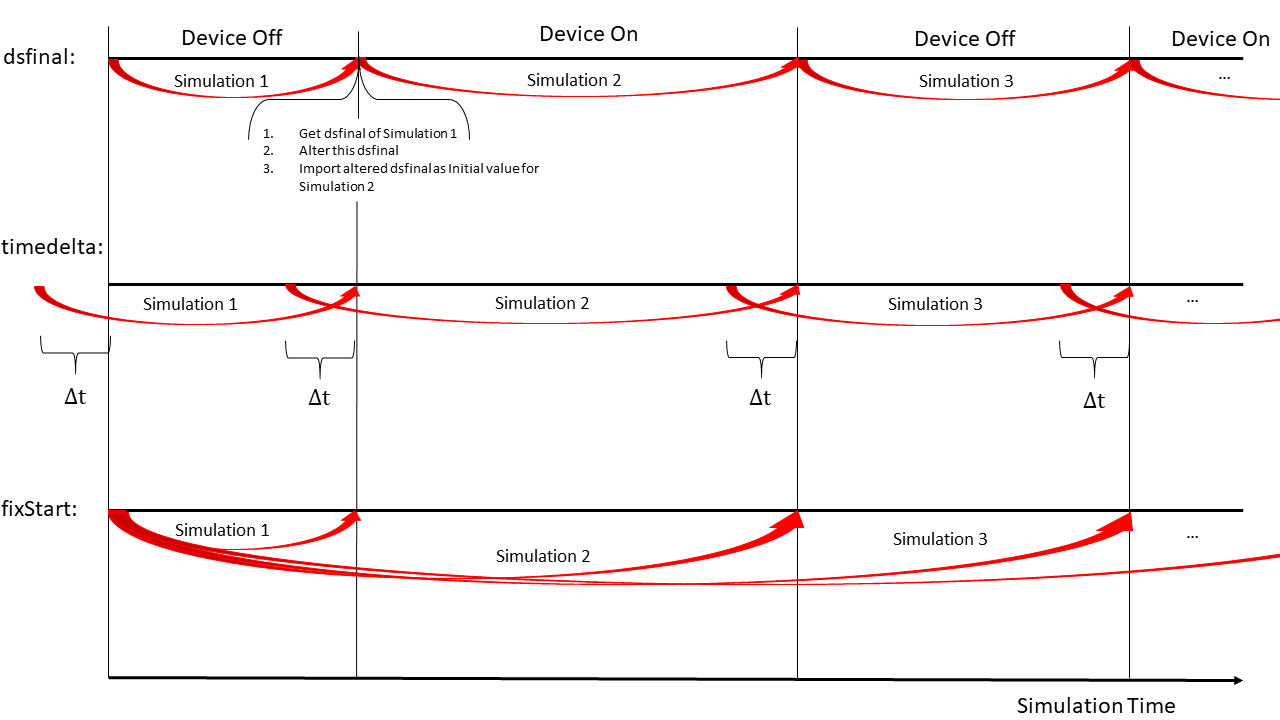 Device Off
Device On
Device Off
Device On
dsfinal:
Simulation 1
Simulation 2
Simulation 3
...
1. Get dsfinal of Simulation 1
2. Alter this dsfinal
3. Import altered dsfinal as Initial value for
Simulation 2
timedelta:
Simulation 1
Simulation 2
Simulation 3
...
Δt
Δt
Δt
Δt
fixStart:
Simulation 1
Simulation 2
Simulation 3
...
Simulation Time